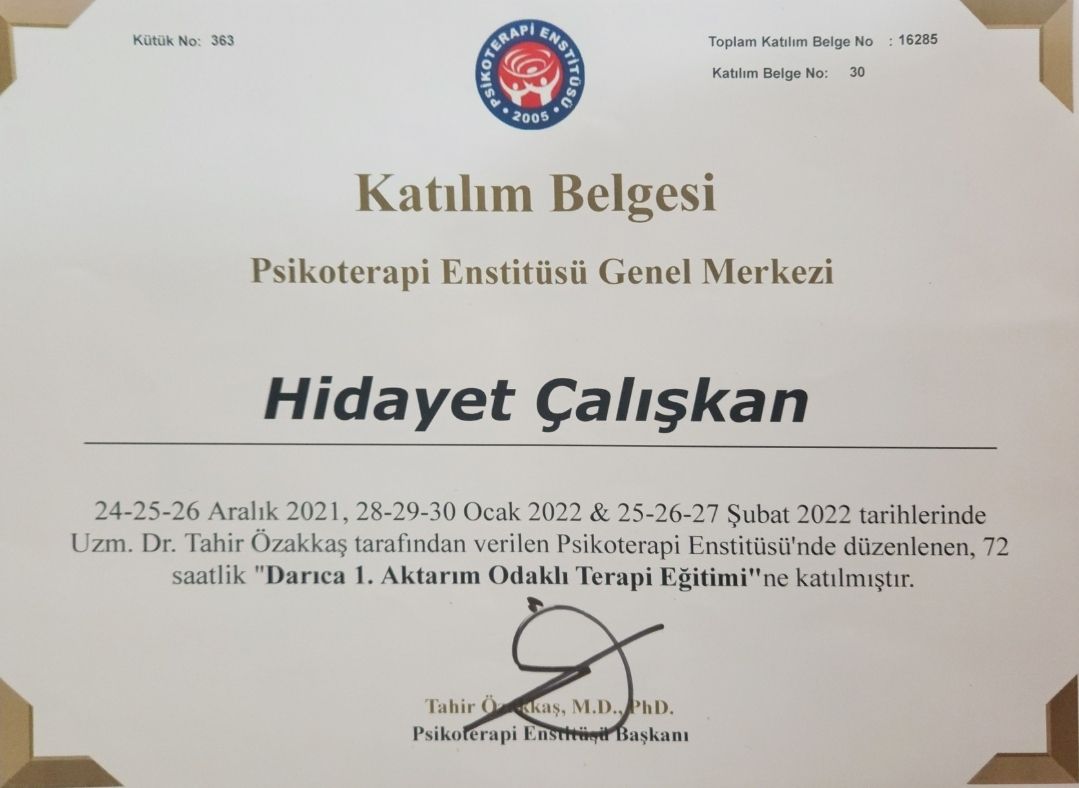 Kütük No: 363
PSİKOTERAPİ ENSTİTÜSÜ • 2005 •
Toplam Katılım Belge No : 16285
Katılım Belge No: 30
Katılım Belgesi
Psikoterapi Enstitüsü Genel Merkezi
Hidayet Çalışkan
24-25-26 Aralık 2021, 28-29-30 Ocak 2022 & 25-26-27 Şubat 2022 tarihlerinde
Uzm. Dr. Tahir Özakkaş tarafından verilen Psikoterapi Enstitüsü'nde düzenlenen, 72
saatlik "Darıca 1. Aktarım Odaklı Terapi Eğitimi"ne katılmıştır.
Tahir Özakkaş, M.D., PhD.
Psikoterapi Enstitüsü Başkanı